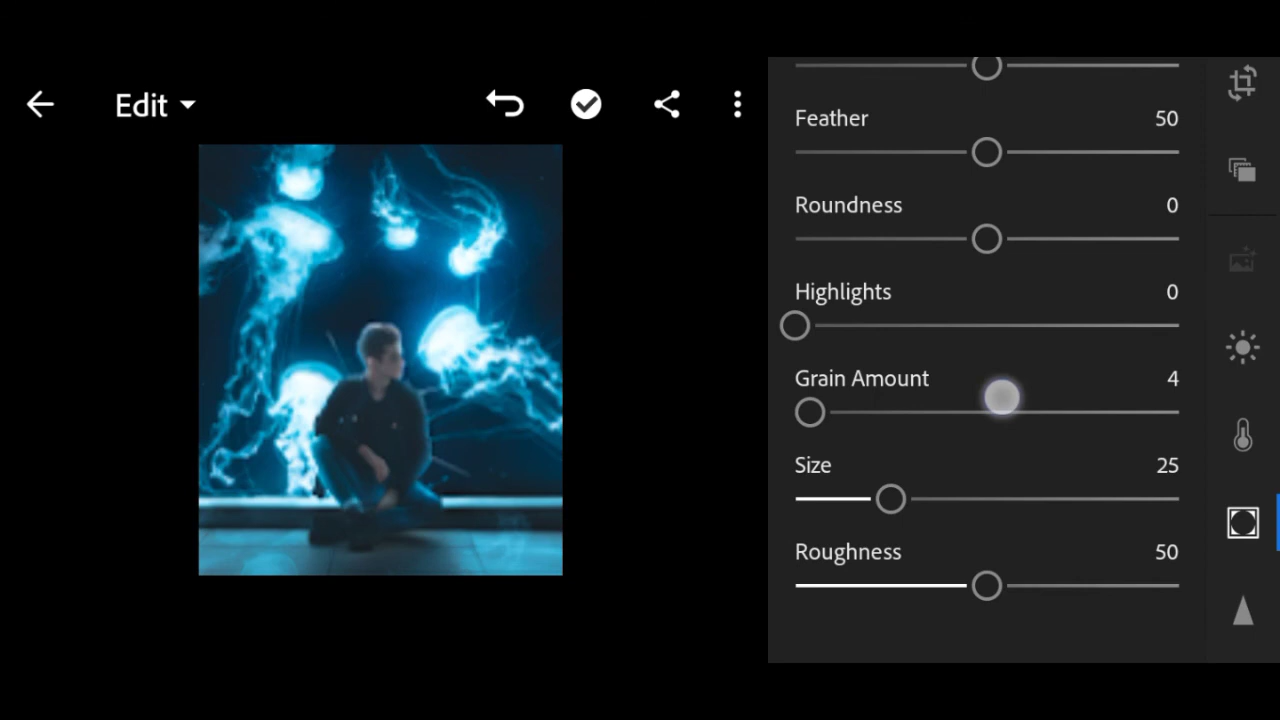 Edit
Feather 50
Roundness 0
Highlights 0
Grain Amount 4
Size 25
Roughness 50